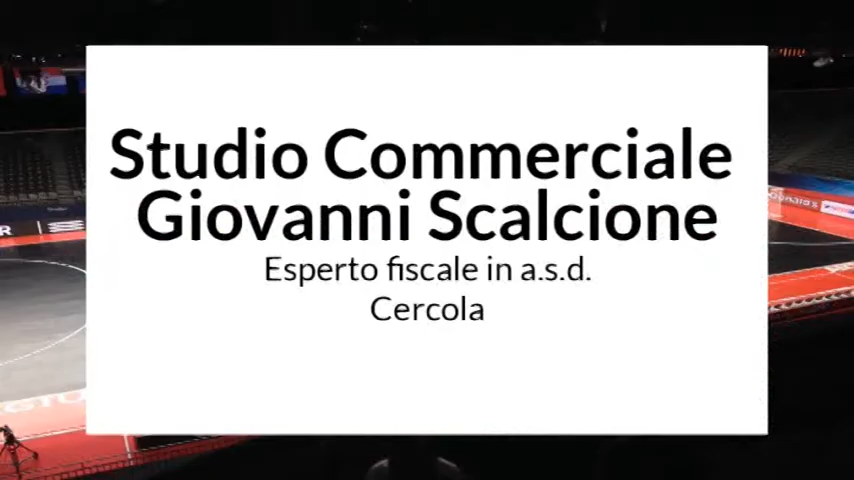 Studio Commerciale
Giovanni Scalcione
Esperto fiscale in a.s.d.
Cercola